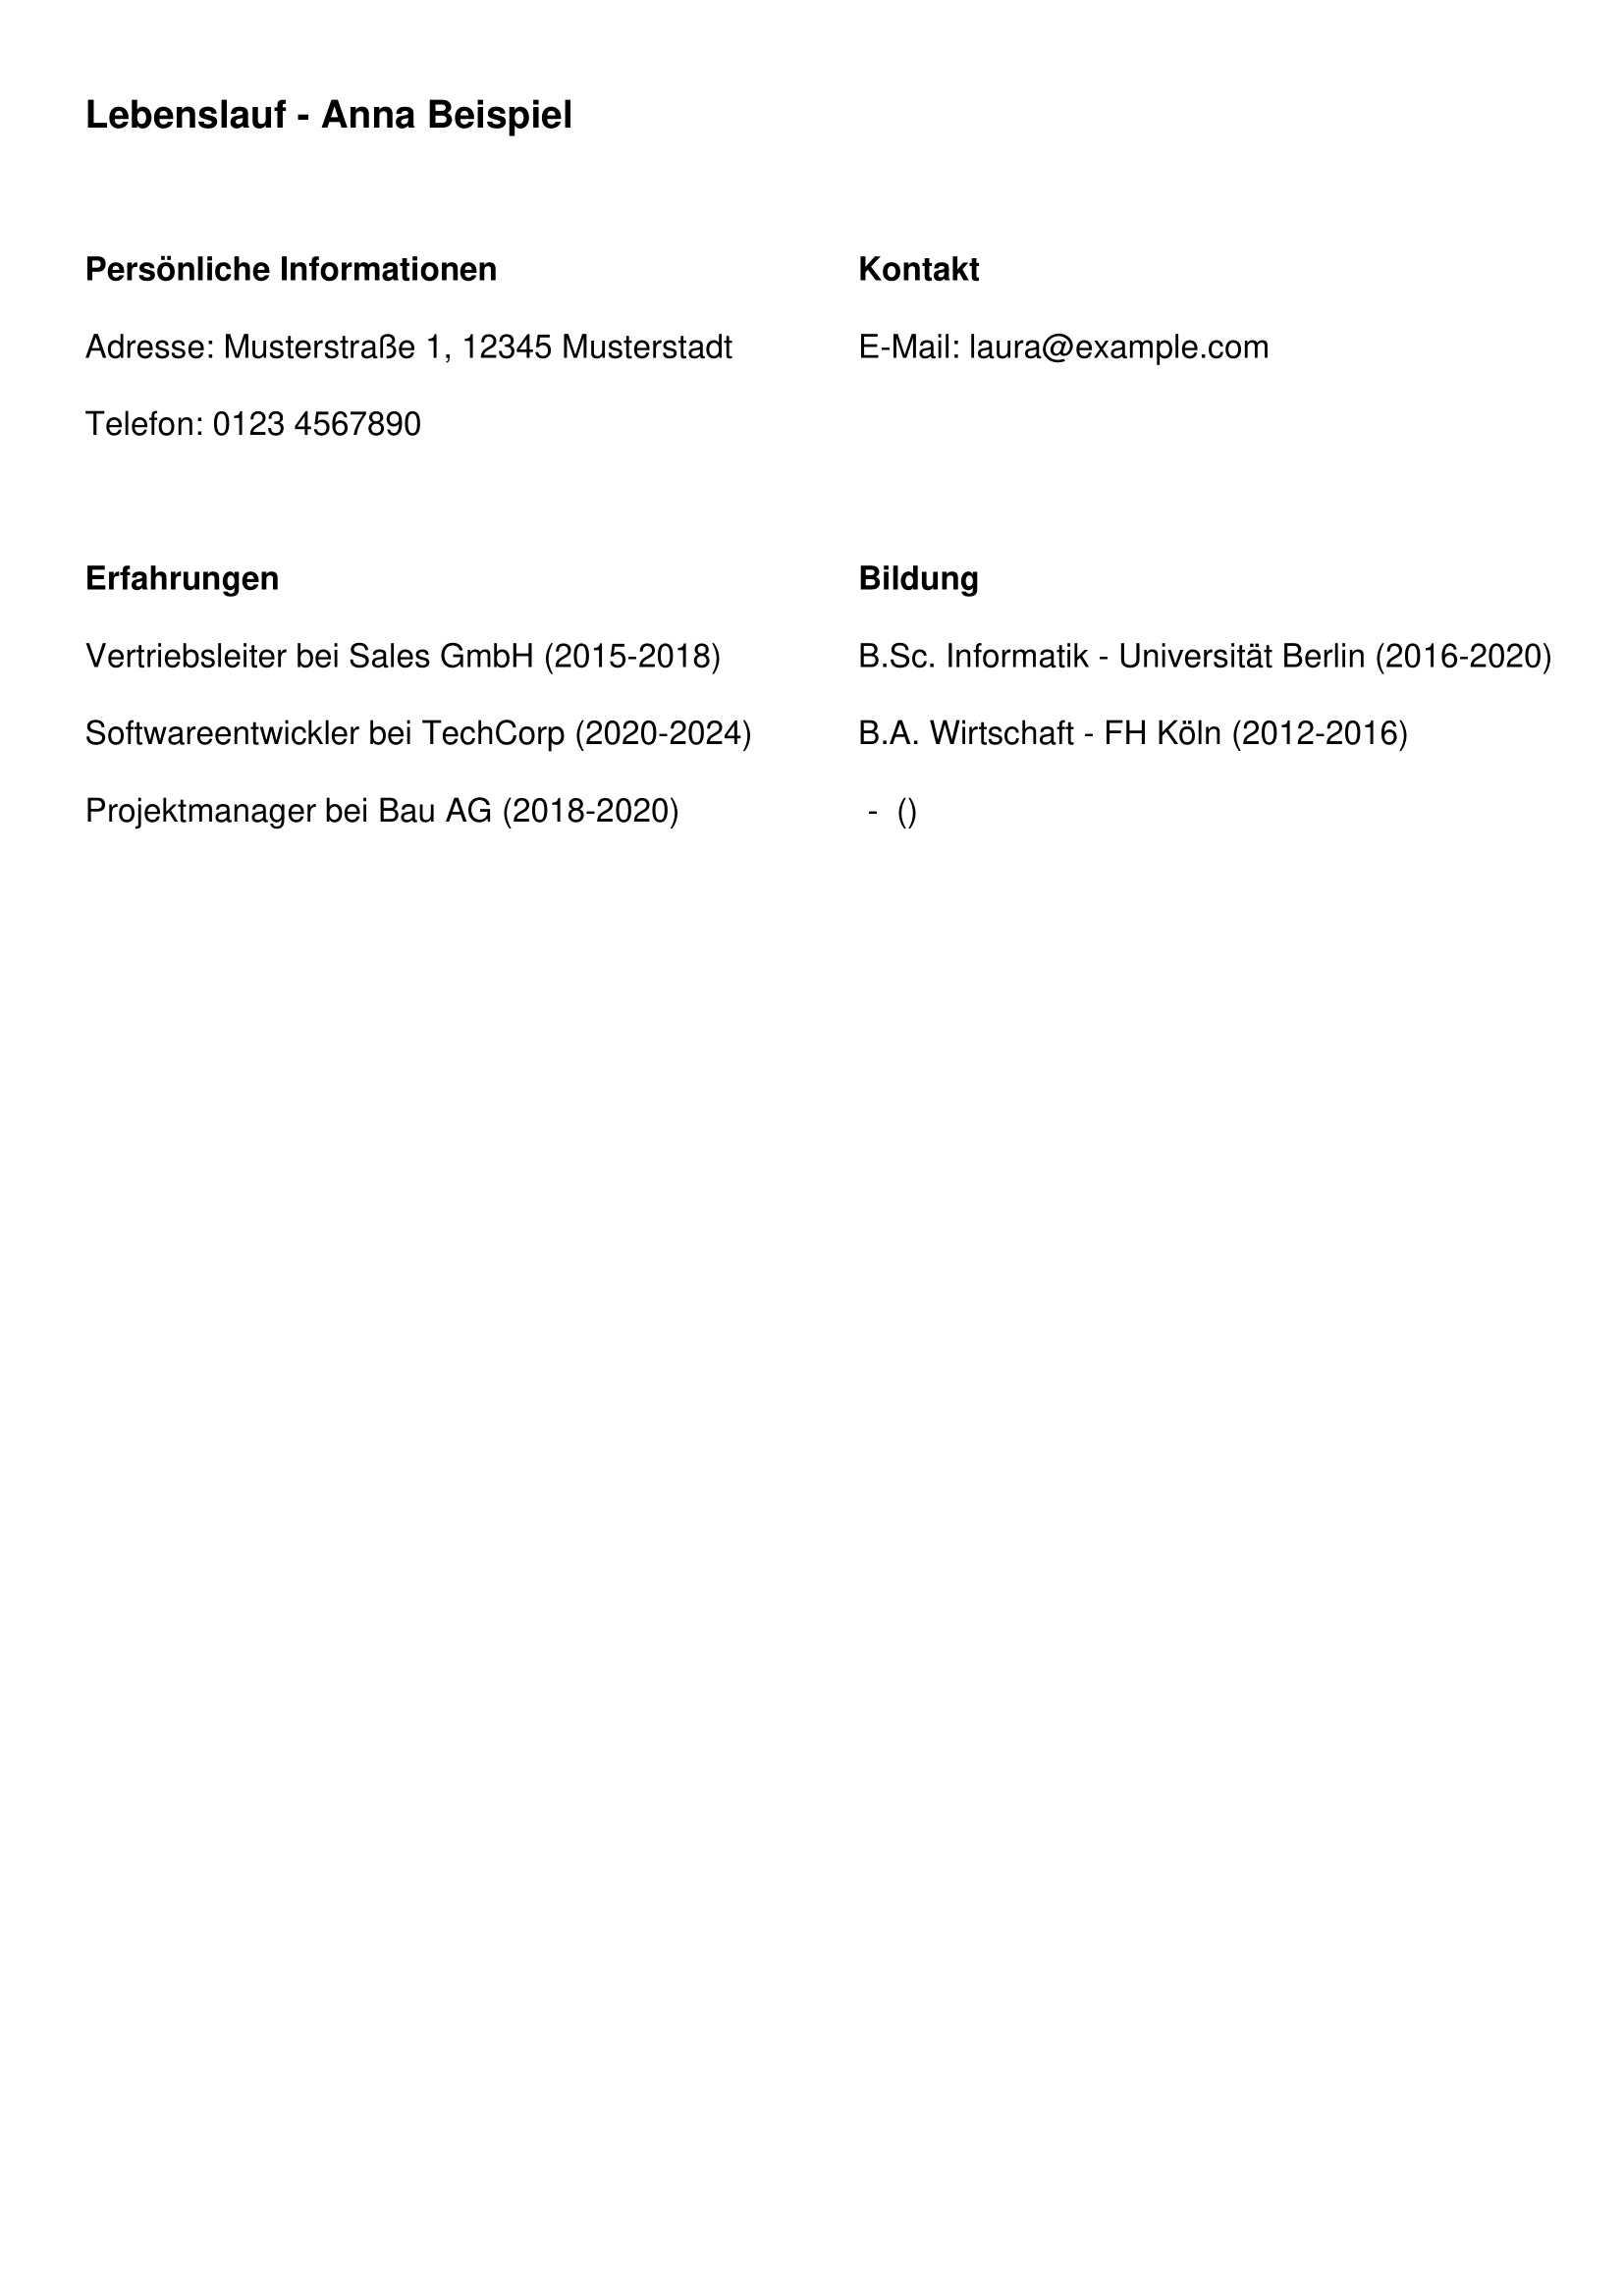 Lebenslauf - Anna Beispiel
Persönliche Informationen
Adresse: Musterstraße 1, 12345 Musterstadt
Telefon: 0123 4567890
Kontakt
E-Mail: laura@example.com
Erfahrungen
Vertriebsleiter bei Sales GmbH (2015-2018)
Softwareentwickler bei TechCorp (2020-2024)
Projektmanager bei Bau AG (2018-2020)
Bildung
B.Sc. Informatik - Universität Berlin (2016-2020)
B.A. Wirtschaft - FH Köln (2012-2016)
- ()